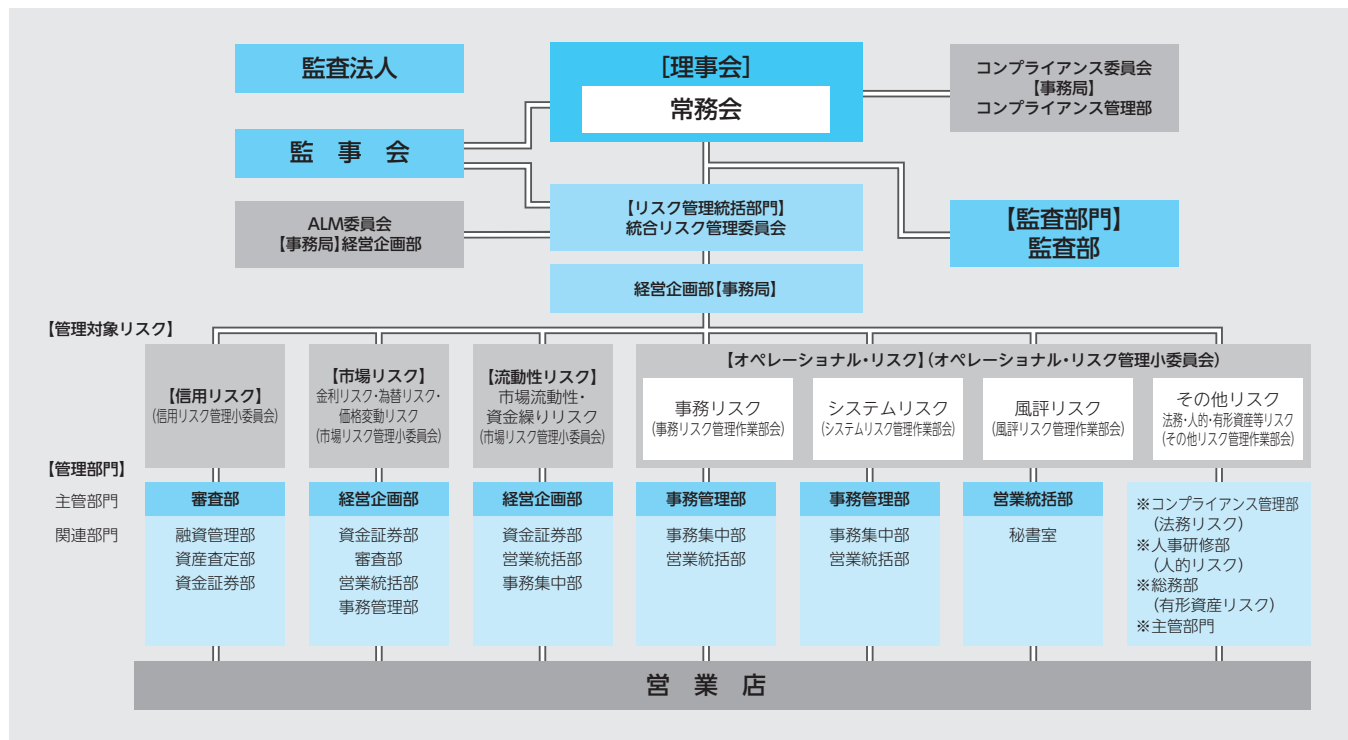 監査法人
［理事会］
常務会
コンプライアンス委員会
【事務局】
コンプライアンス管理部
監　事　会
ALM委員会
【事務局】経営企画部
【リスク管理統括部門】
統合リスク管理委員会
【監査部門】
監査部
経営企画部【事務局】
【管理対象リスク】
【信用リスク】
(信用リスク管理小委員会)
【市場リスク】
金利リスク・為替リスク・
価格変動リスク
(市場リスク管理小委員会)
【流動性リスク】
市場流動性・
資金繰りリスク
(市場リスク管理小委員会)
【オペレーショナル・リスク】(オペレーショナル・リスク管理小委員会)
事務リスク
(事務リスク管理作業部会)
システムリスク
(システムリスク管理作業部会)
風評リスク
(風評リスク管理作業部会)
その他リスク
法務・人的・有形資産等リスク
(その他リスク管理作業部会)
【管理部門】
主管部門
関連部門
審査部
融資管理部
資産査定部
資金証券部
経営企画部
資金証券部
審査部
営業統括部
事務管理部
経営企画部
資金証券部
営業統括部
事務集中部
事務管理部
事務集中部
営業統括部
事務管理部
事務集中部
営業統括部
営業統括部
秘書室
※コンプライアンス管理部
(法務リスク)
※人事研修部
(人的リスク)
※総務部
(有形資産リスク)
※主管部門
営　業　店